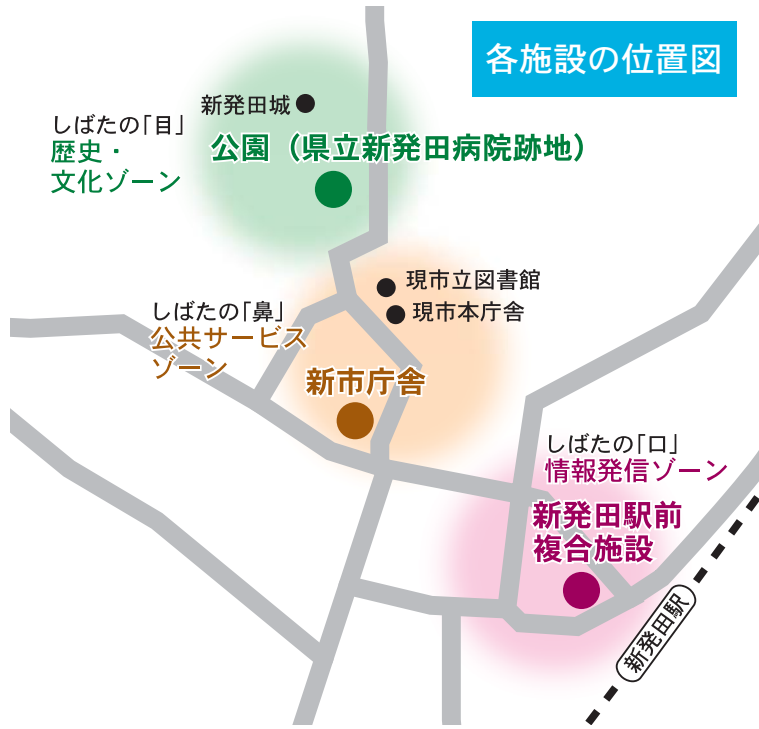 各施設の位置図
新発田城
しばたの「目」
歴史・
文化ゾーン
公園（県立新発田病院跡地）
現市立図書館
現市本庁舎
しばたの「鼻」
公共サービス
ゾーン
新市庁舎
しばたの「口」
情報発信ゾーン
新発田駅前
複合施設
新発田駅